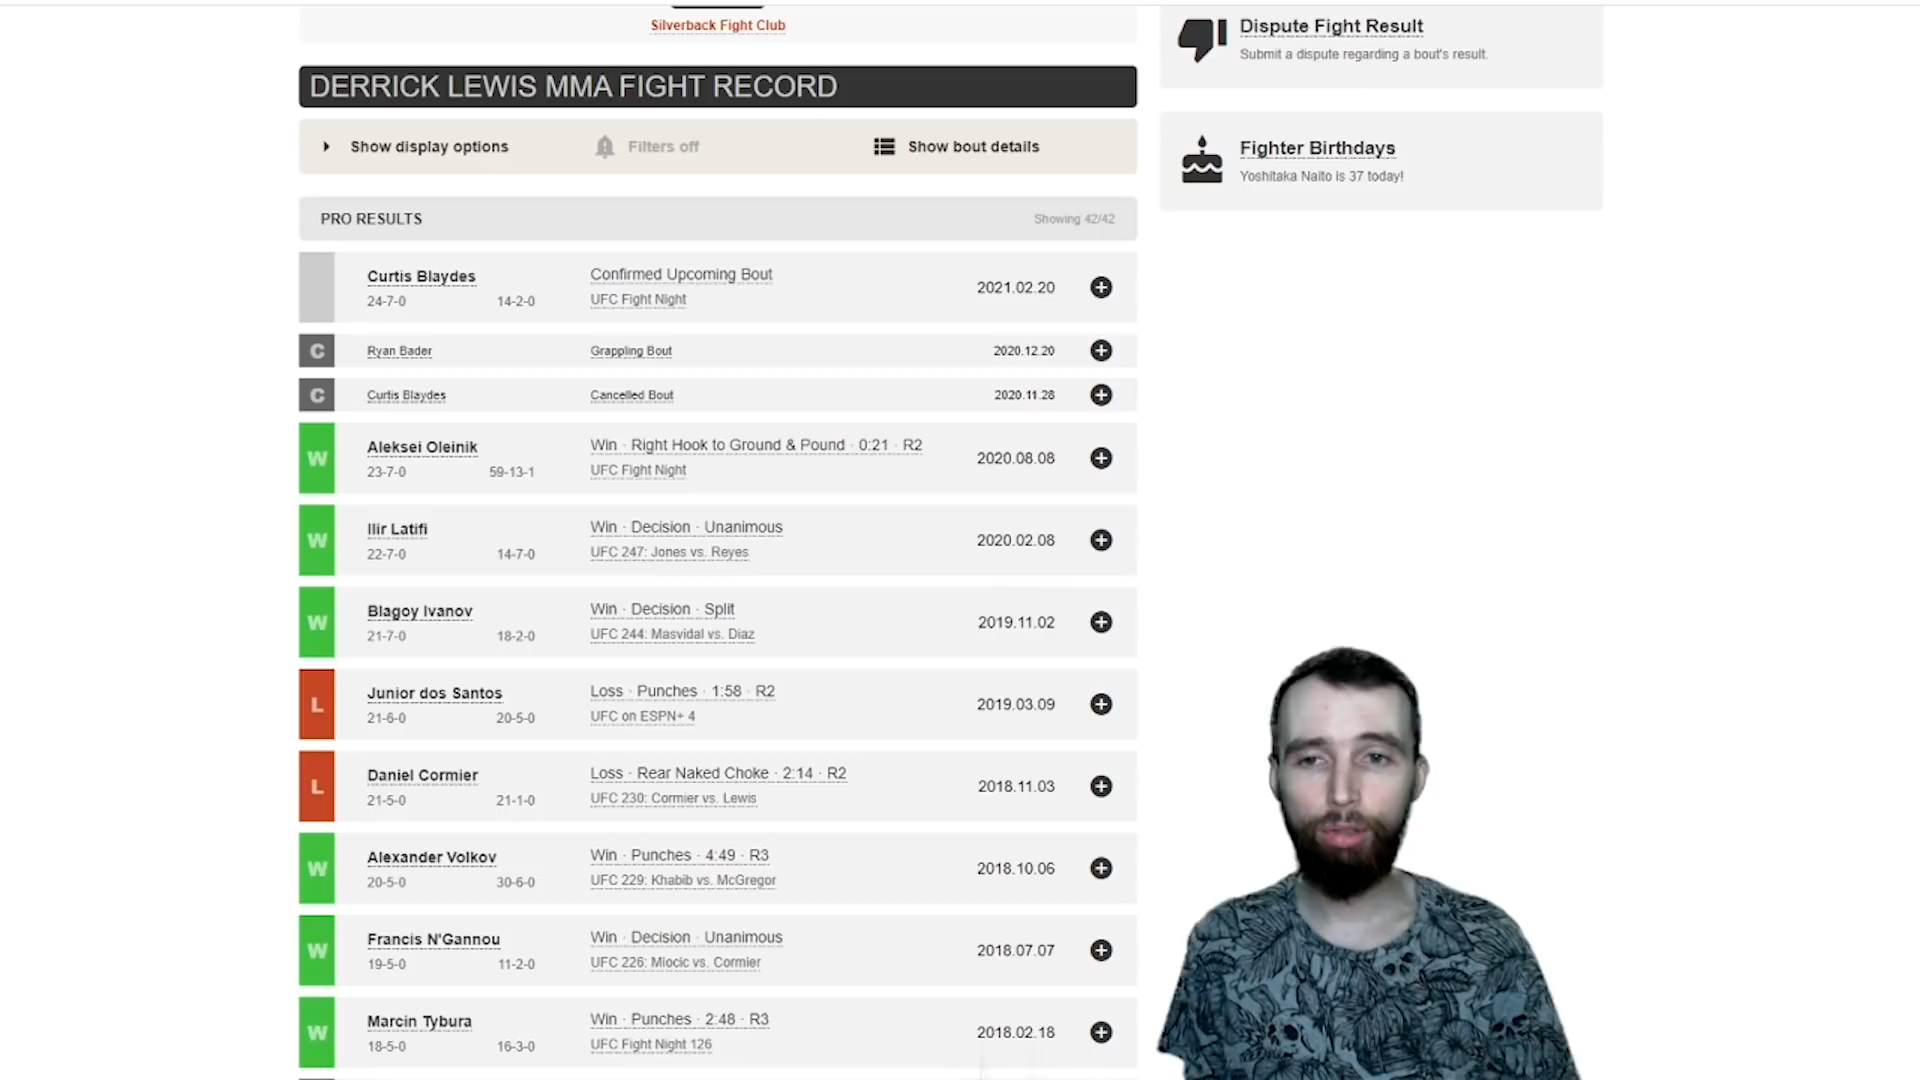 Silverback Fight Club
DERRICK LEWIS MMA FIGHT RECORD
Show display options
Filters off
Show bout details
PRO RESULTS
Showing 42/42
Curtis Blaydes
24-7-0 14-2-0
Confirmed Upcoming Bout
UFC Fight Night
2021.02.20
C
Ryan Bader
Grappling Bout
2020.12.20
C
Curtis Blaydes
Cancelled Bout
2020.11.28
W
Aleksei Oleinik
23-7-0 59-13-1
Win · Right Hook to Ground & Pound · 0:21 · R2
UFC Fight Night
2020.08.08
W
Ilir Latifi
22-7-0 14-7-0
Win · Decision · Unanimous
UFC 247: Jones vs. Reyes
2020.02.08
W
Blagoy Ivanov
21-7-0 18-2-0
Win · Decision · Split
UFC 244: Masvidal vs. Diaz
2019.11.02
L
Junior dos Santos
21-6-0 20-5-0
Loss · Punches · 1:58 · R2
UFC on ESPN+ 4
2019.03.09
L
Daniel Cormier
21-5-0 21-1-0
Loss · Rear Naked Choke · 2:14 · R2
UFC 230: Cormier vs. Lewis
2018.11.03
W
Alexander Volkov
20-5-0 30-6-0
Win · Punches · 4:49 · R3
UFC 229: Khabib vs. McGregor
2018.10.06
W
Francis N'Gannou
19-5-0 11-2-0
Win · Decision · Unanimous
UFC 226: Miocic vs. Cormier
2018.07.07
W
Marcin Tybura
18-5-0 16-3-0
Win · Punches · 2:48 · R3
UFC Fight Night 126
2018.02.18
Dispute Fight Result
Submit a dispute regarding a bout's result.
Fighter Birthdays
Yoshitaka Naito is 37 today!